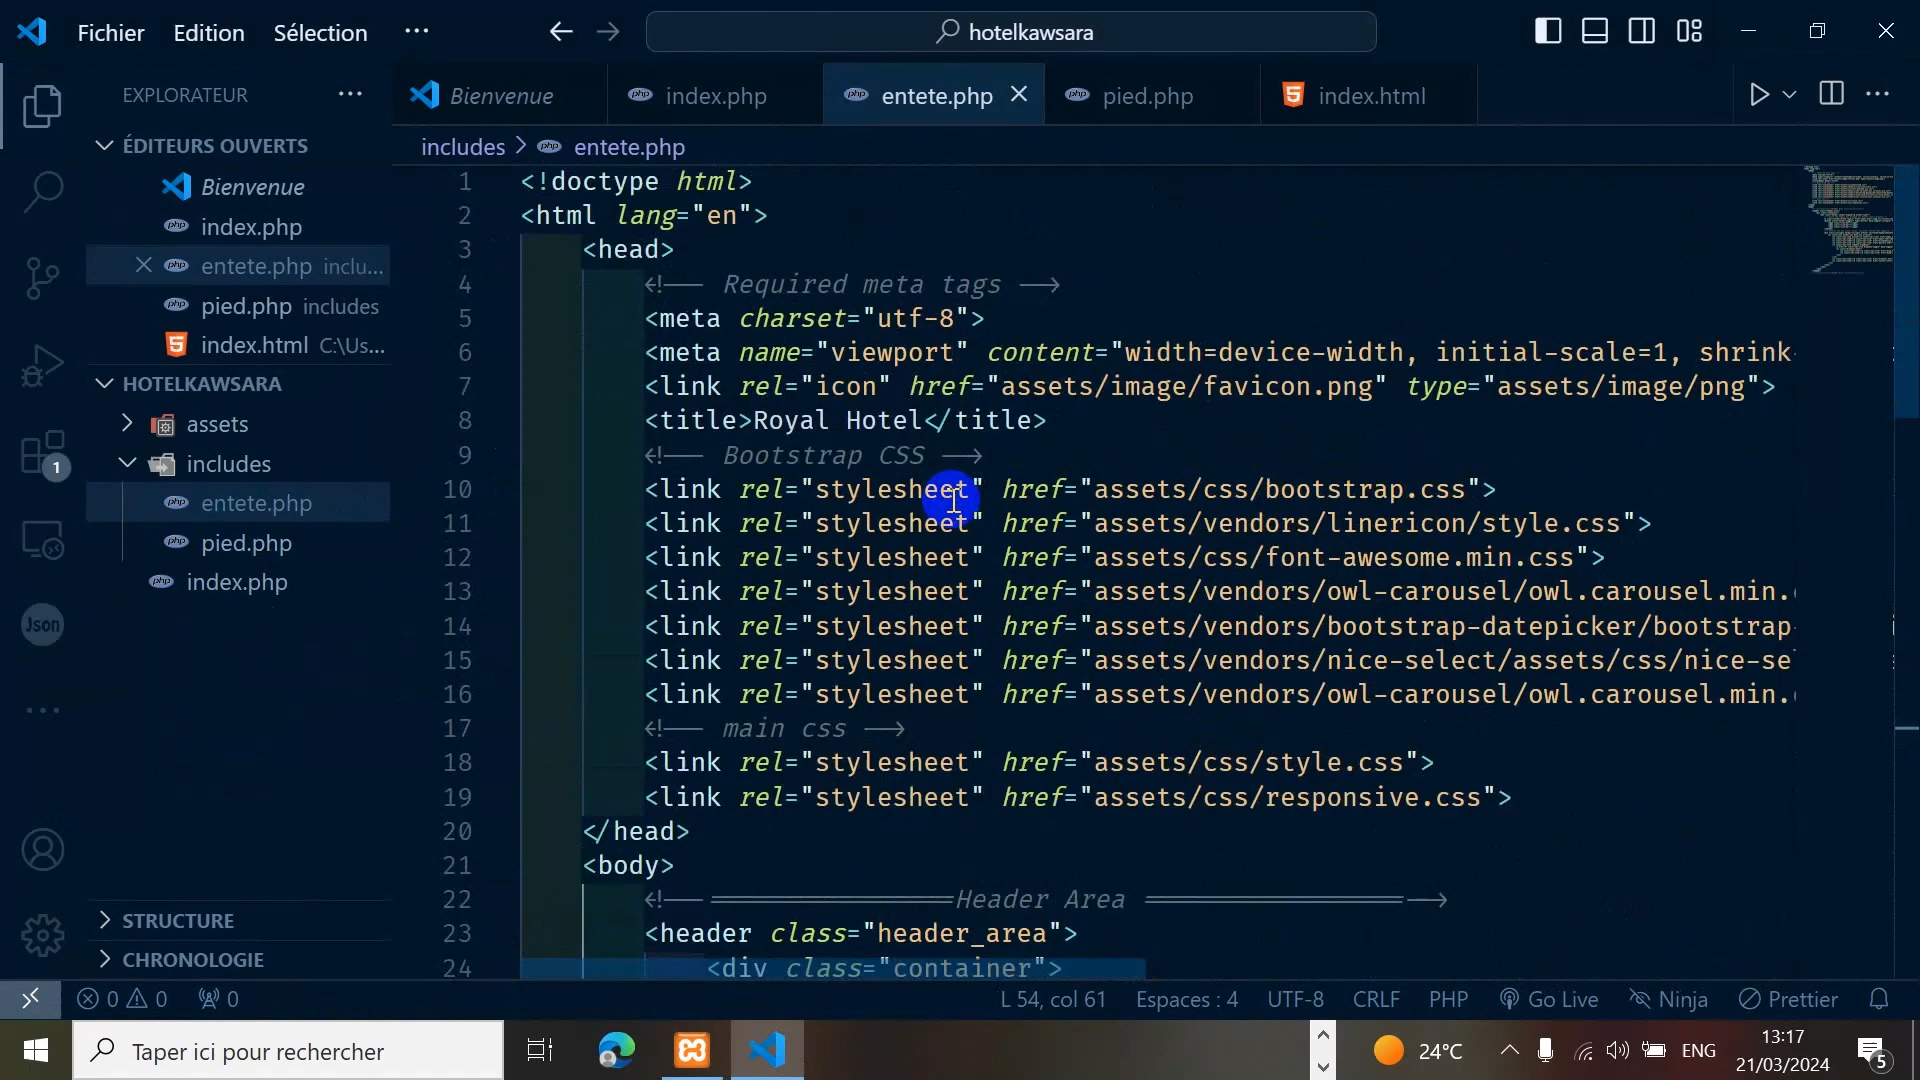 Fichier Edition Sélection ... hotelkawsara
EXPLORATEUR ...
Bienvenue index.php entete.php pied.php index.html
ÉDITEURS OUVERTS
Bienvenue
index.php
entete.php inclu...
pied.php includes
index.html C:\Us...
HOTELKAWSARA
assets
includes
entete.php
pied.php
index.php
Json
1
STRUCTURE
CHRONOLOGIE
includes > entete.php
1 <!doctype html>
2 <html lang="en">
3 <head>
4 <!-- Required meta tags -->
5 <meta charset="utf-8">
6 <meta name="viewport" content="width=device-width, initial-scale=1, shrink-
7 <link rel="icon" href="assets/image/favicon.png" type="assets/image/png">
8 <title>Royal Hotel</title>
9 <!-- Bootstrap CSS -->
10 <link rel="stylesheet" href="assets/css/bootstrap.css">
11 <link rel="stylesheet" href="assets/vendors/linericon/style.css">
12 <link rel="stylesheet" href="assets/css/font-awesome.min.css">
13 <link rel="stylesheet" href="assets/vendors/owl-carousel/owl.carousel.min.
14 <link rel="stylesheet" href="assets/vendors/bootstrap-datepicker/bootstrap-
15 <link rel="stylesheet" href="assets/vendors/nice-select/assets/css/nice-se
16 <link rel="stylesheet" href="assets/vendors/owl-carousel/owl.carousel.min.
17 <!-- main css -->
18 <link rel="stylesheet" href="assets/css/style.css">
19 <link rel="stylesheet" href="assets/css/responsive.css">
20 </head>
21 <body>
22 <!--================Header Area =================-->
23 <header class="header_area">
24 <div class="container">
0 0 0 L 54, col 61 Espaces : 4 UTF-8 CRLF PHP Go Live Ninja Prettier
Taper ici pour rechercher 24°C ENG 13:17
21/03/2024 5